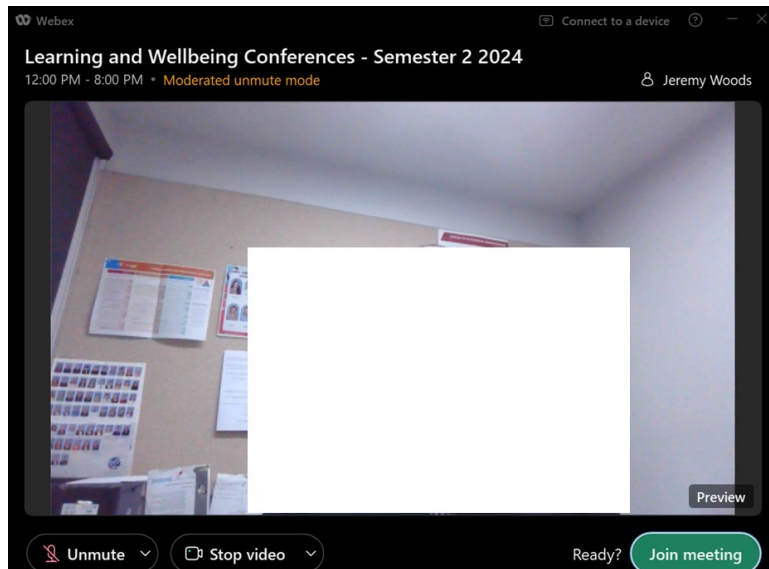 Webex
Connect to a device
Learning and Wellbeing Conferences - Semester 2 2024
12:00 PM - 8:00 PM • Moderated unmute mode
Jeremy Woods
Preview
Unmute
Stop video
Ready?
Join meeting